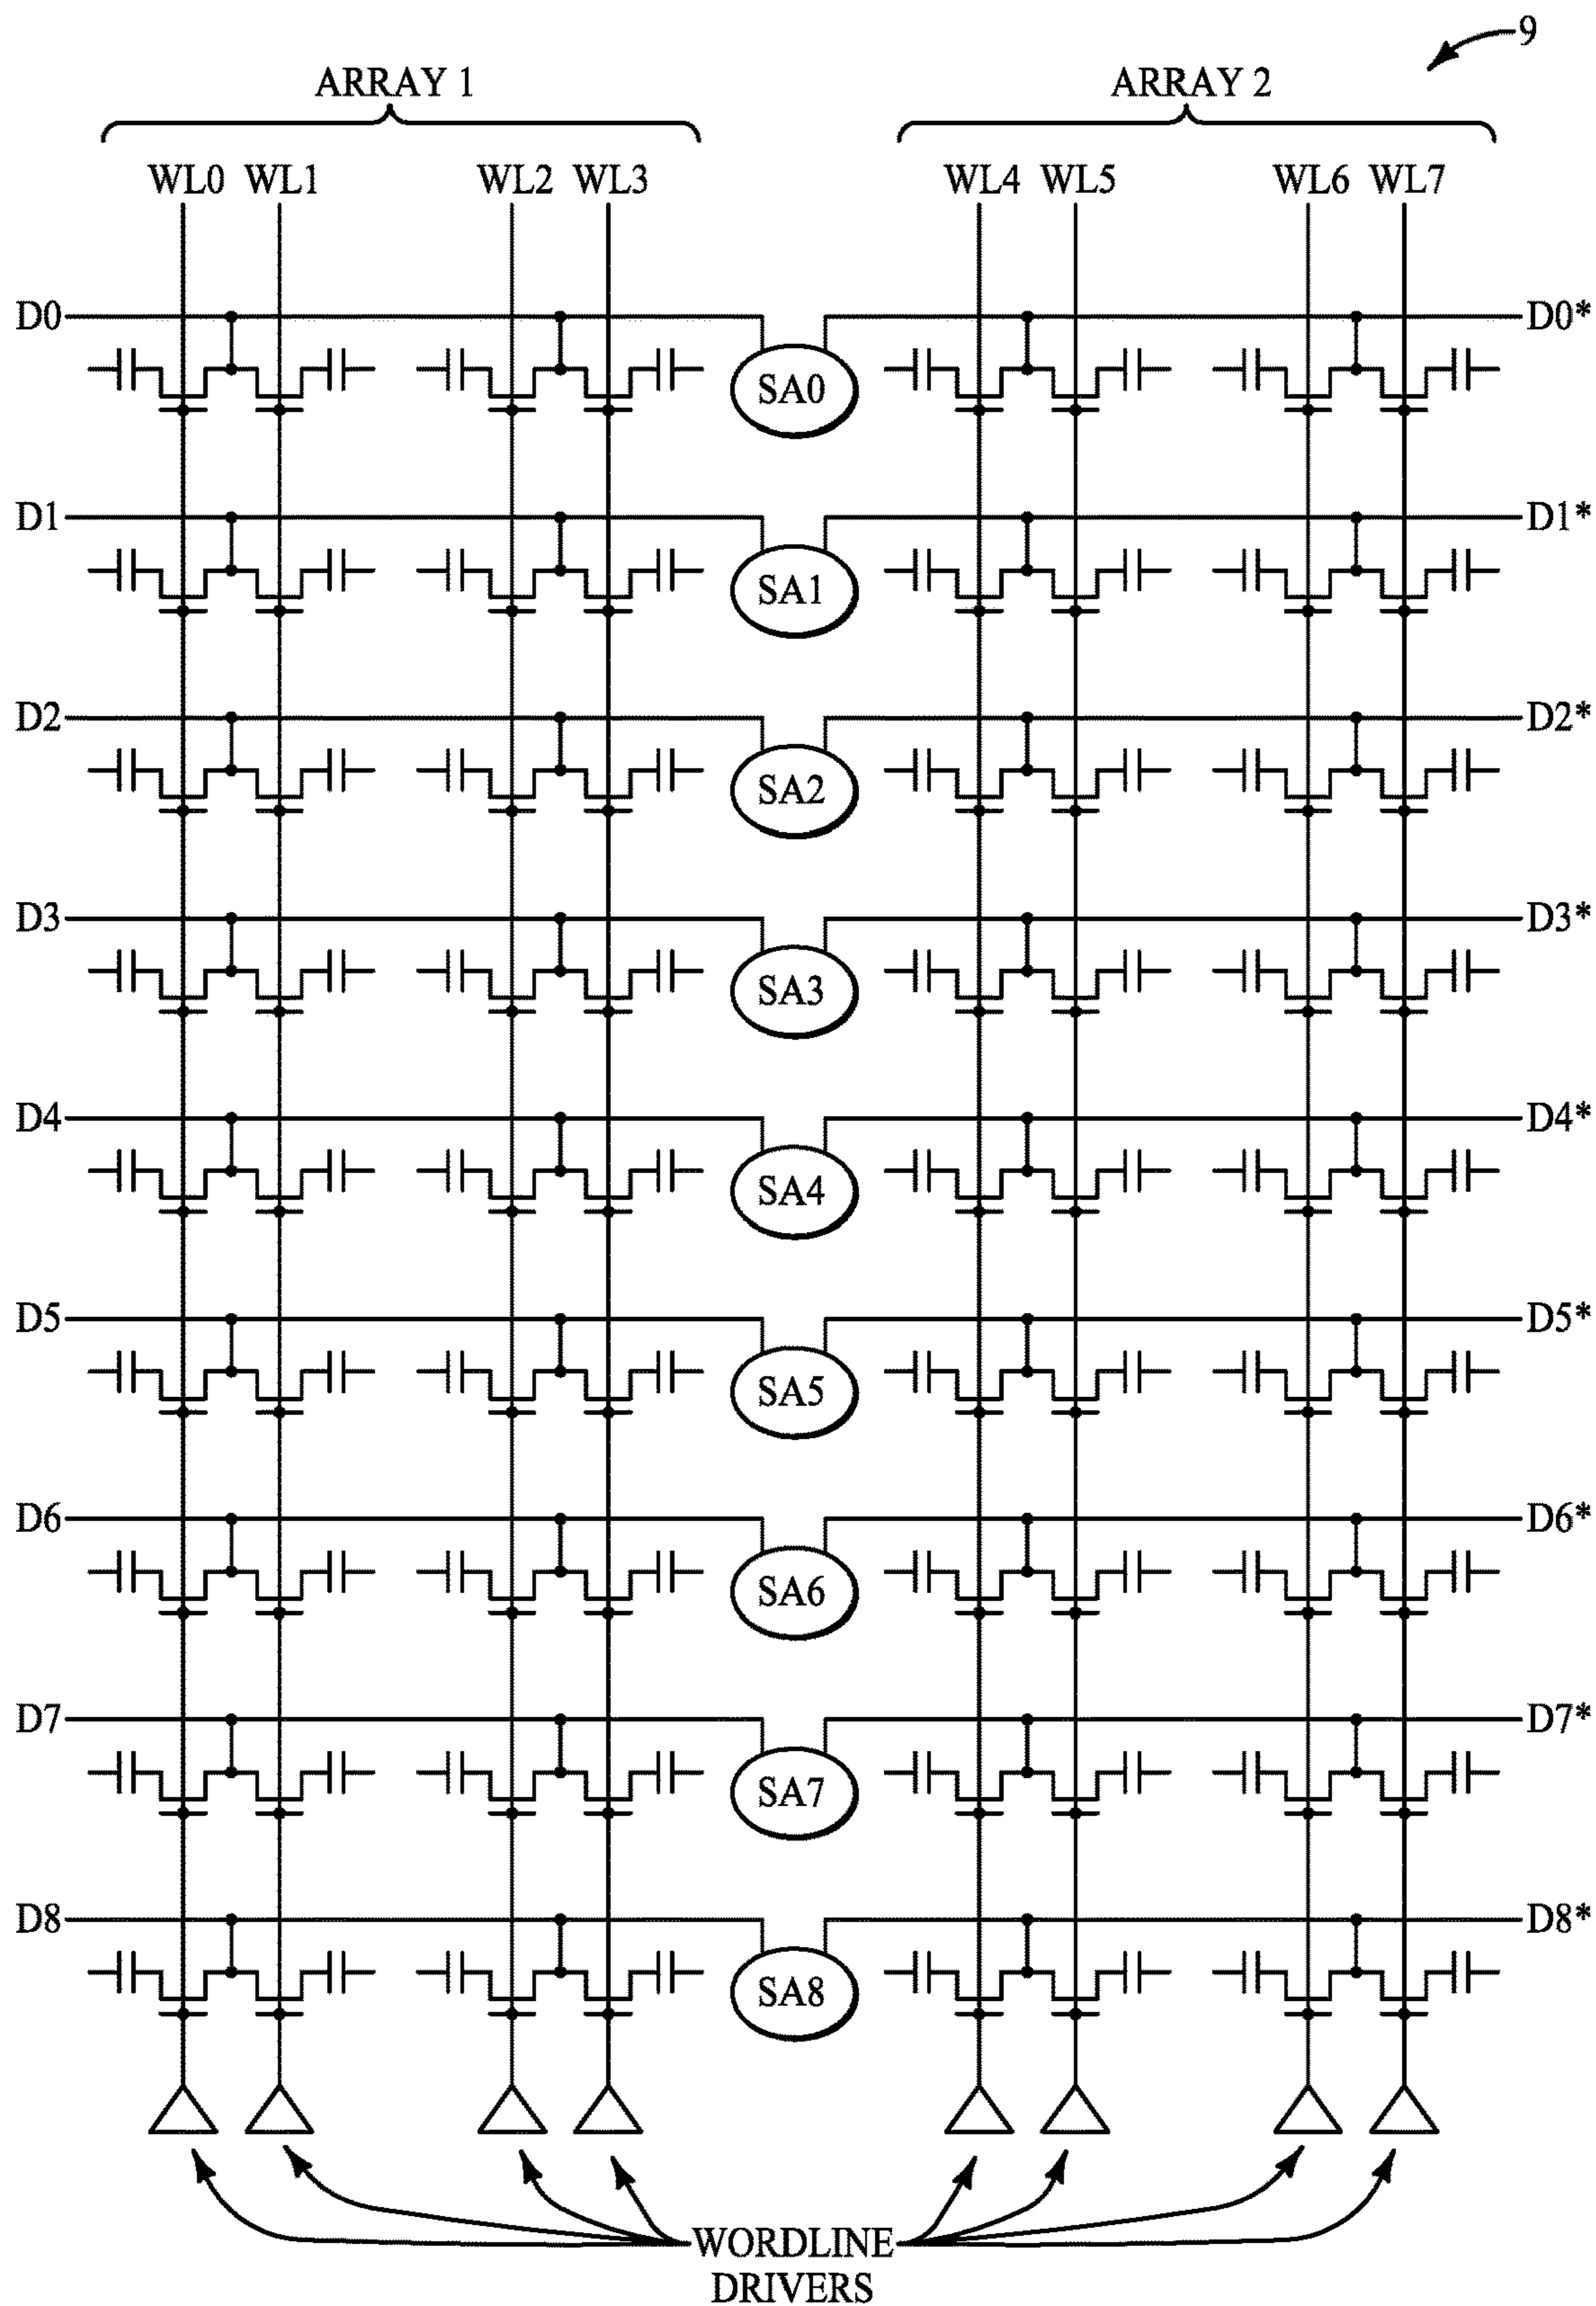 9
ARRAY 1 ARRAY 2
WL0 WL1 WL2 WL3 WL4 WL5 WL6 WL7
D0 D0*
SA0
D1 D1*
SA1
D2 D2*
SA2
D3 D3*
SA3
D4 D4*
SA4
D5 D5*
SA5
D6 D6*
SA6
D7 D7*
SA7
D8 D8*
SA8
WORDLINE
DRIVERS